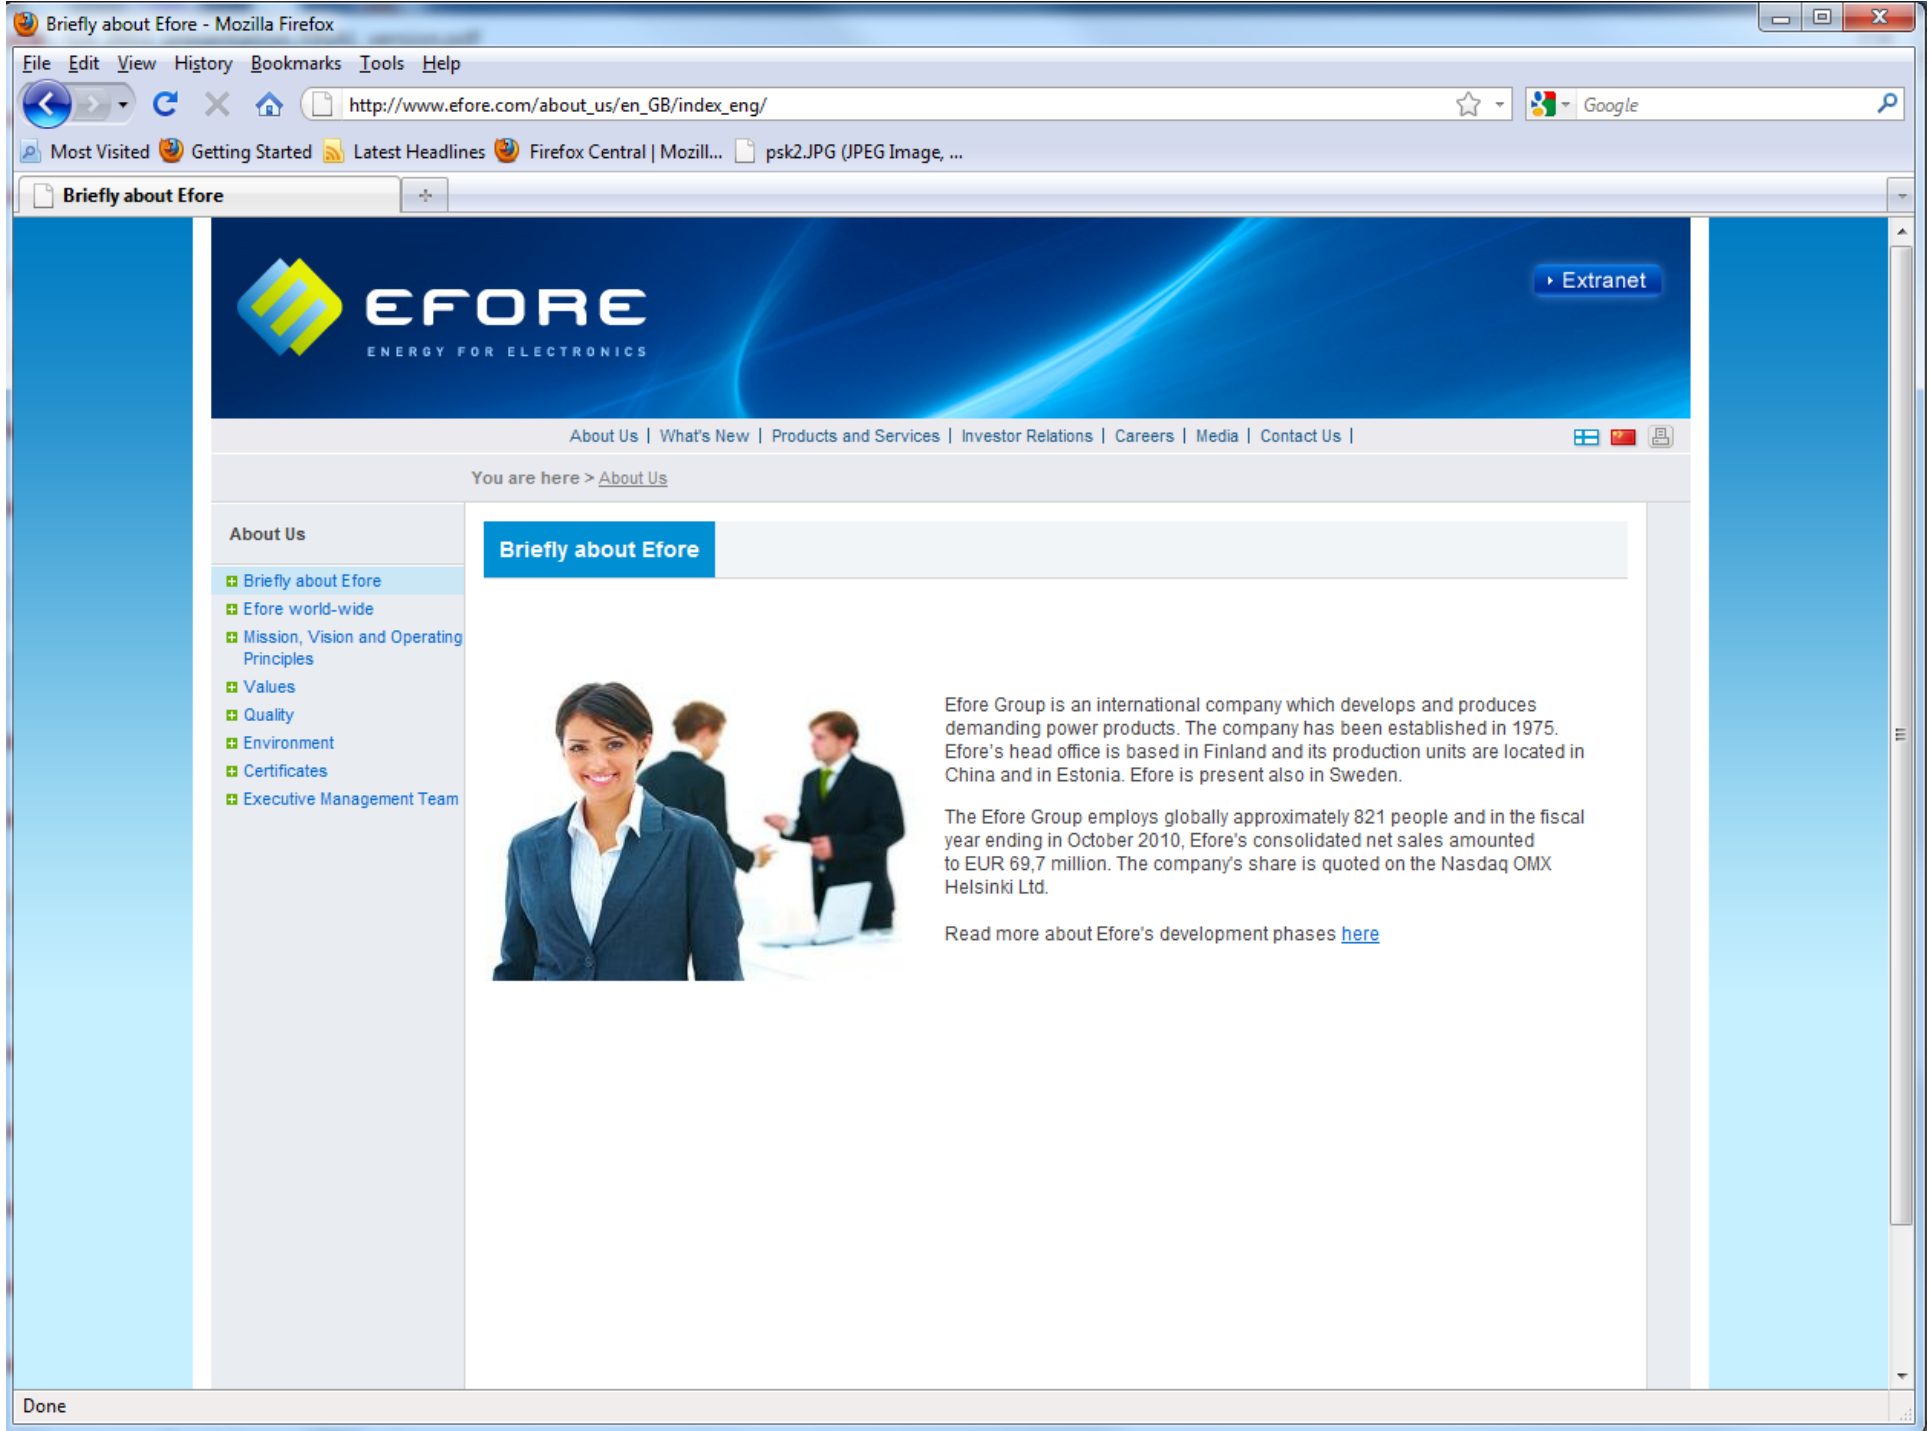 Briefly about Efore - Mozilla Firefox
File Edit View History Bookmarks Tools Help
http://www.efore.com/about_us/en_GB/index_eng/
Google
Most Visited Getting Started Latest Headlines Firefox Central | Mozill... psk2.JPG (JPEG Image, ...
Briefly about Efore
EFORE
ENERGY FOR ELECTRONICS
Extranet
About Us | What's New | Products and Services | Investor Relations | Careers | Media | Contact Us |
You are here > About Us
About Us
Briefly about Efore
Efore world-wide
Mission, Vision and Operating
Principles
Values
Quality
Environment
Certificates
Executive Management Team
Briefly about Efore
Efore Group is an international company which develops and produces
demanding power products. The company has been established in 1975.
Efore's head office is based in Finland and its production units are located in
China and in Estonia. Efore is present also in Sweden.
The Efore Group employs globally approximately 821 people and in the fiscal
year ending in October 2010, Efore's consolidated net sales amounted
to EUR 69,7 million. The company's share is quoted on the Nasdaq OMX
Helsinki Ltd.
Read more about Efore's development phases here
Done